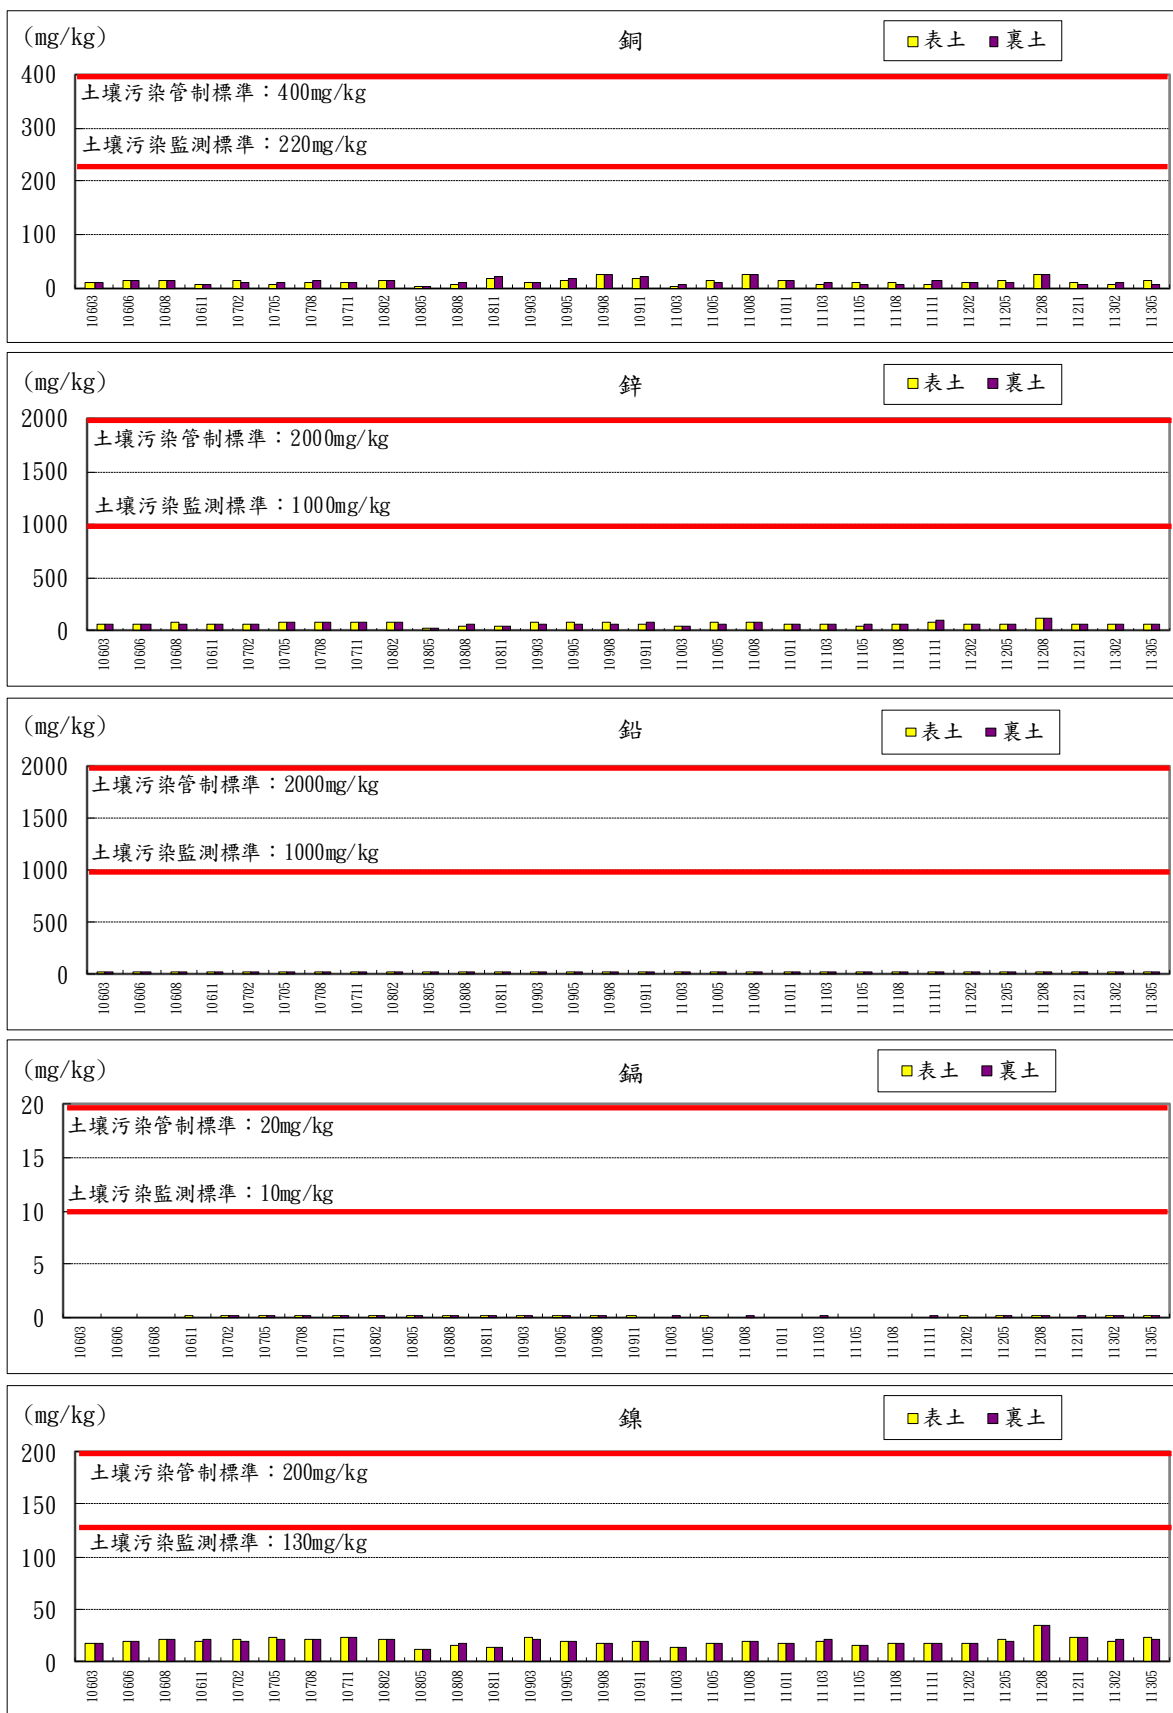 (mg/kg)
銅
表土 裏土
400
土壤污染管制標準：400mg/kg
300
土壤污染監測標準：220mg/kg
200
100
0
10603 10606 10608 10611 10702 10705 10708 10711 10802 10805 10808 10811 10903 10905 10908 10911 11003 11005 11008 11011 11103 11105 11108 11111 11202 11205 11208 11211 11302 11305
(mg/kg)
鋅
表土 裏土
2000
土壤污染管制標準：2000mg/kg
1500
土壤污染監測標準：1000mg/kg
1000
500
0
10603 10606 10608 10611 10702 10705 10708 10711 10802 10805 10808 10811 10903 10905 10908 10911 11003 11005 11008 11011 11103 11105 11108 11111 11202 11205 11208 11211 11302 11305
(mg/kg)
鉛
表土 裏土
2000
土壤污染管制標準：2000mg/kg
1500
土壤污染監測標準：1000mg/kg
1000
500
0
10603 10606 10608 10611 10702 10705 10708 10711 10802 10805 10808 10811 10903 10905 10908 10911 11003 11005 11008 11011 11103 11105 11108 11111 11202 11205 11208 11211 11302 11305
(mg/kg)
鎘
表土 裏土
20
土壤污染管制標準：20mg/kg
15
土壤污染監測標準：10mg/kg
10
5
0
10603 10606 10608 10611 10702 10705 10708 10711 10802 10805 10808 10811 10903 10905 10908 10911 11003 11005 11008 11011 11103 11105 11108 11111 11202 11205 11208 11211 11302 11305
(mg/kg)
鎳
表土 裏土
200
土壤污染管制標準：200mg/kg
150
土壤污染監測標準：130mg/kg
100
50
0
10603 10606 10608 10611 10702 10705 10708 10711 10802 10805 10808 10811 10903 10905 10908 10911 11003 11005 11008 11011 11103 11105 11108 11111 11202 11205 11208 11211 11302 11305